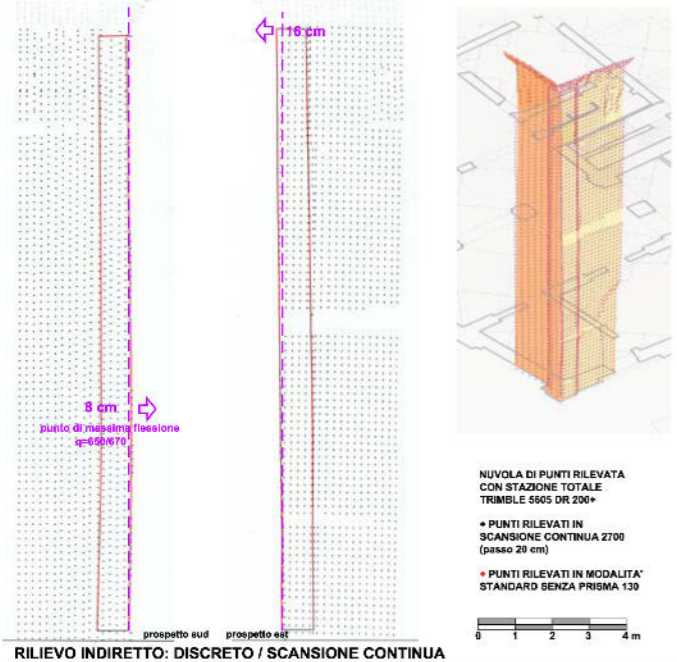 16 cm
8 cm
punto di massima flessione
q=650/670
prospetto sud
prospetto est
RILIEVO INDIRETTO: DISCRETO / SCANSIONE CONTINUA
NUVOLA DI PUNTI RILEVATA
CON STAZIONE TOTALE
TRIMBLE 5605 DR 200+
+ PUNTI RILEVATI IN
SCANSIONE CONTINUA 2700
(passo 20 cm)
+ PUNTI RILEVATI IN MODALITA'
STANDARD SENZA PRISMA 130
0 1 2 3 4 m